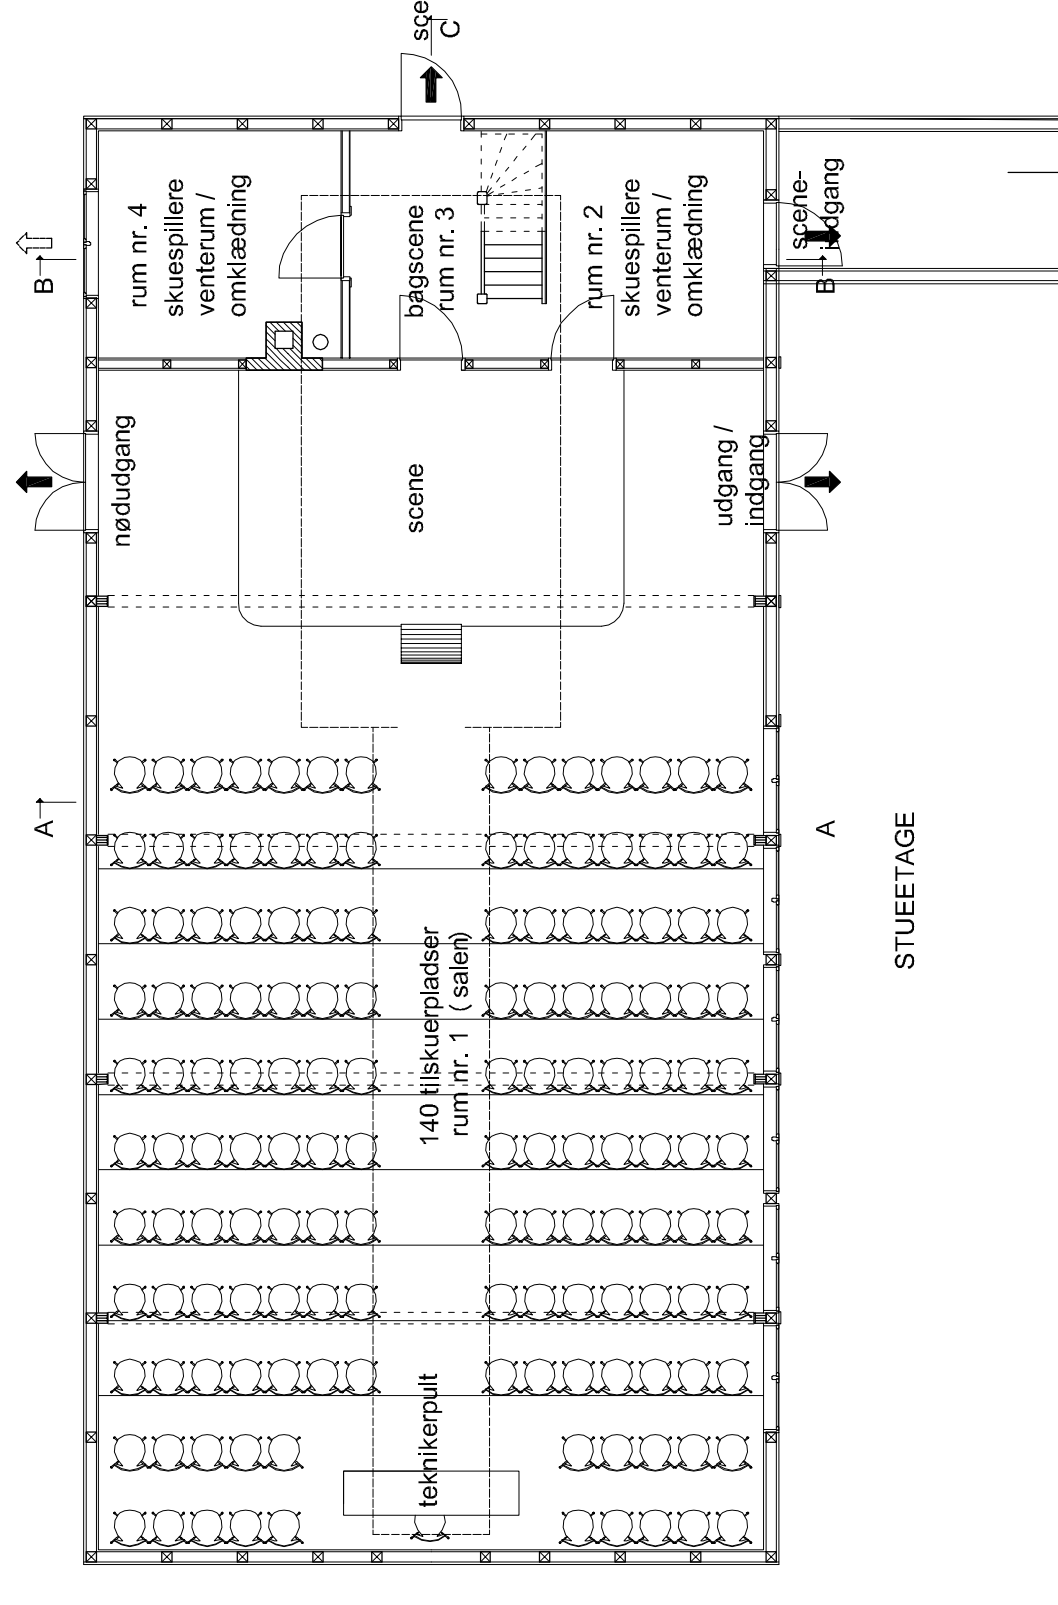 sce
C
rum nr. 4
skuespillere
venterum /
omklædning
bagscene
rum nr. 3
rum nr. 2
skuespillere
venterum /
omklædning
scene-
indgang
B
B
nødudgang
scene
udgang /
indgang
A
A
140 tilskuerpladser
rum nr. 1 ( salen)
STUEETAGE
teknikerpult